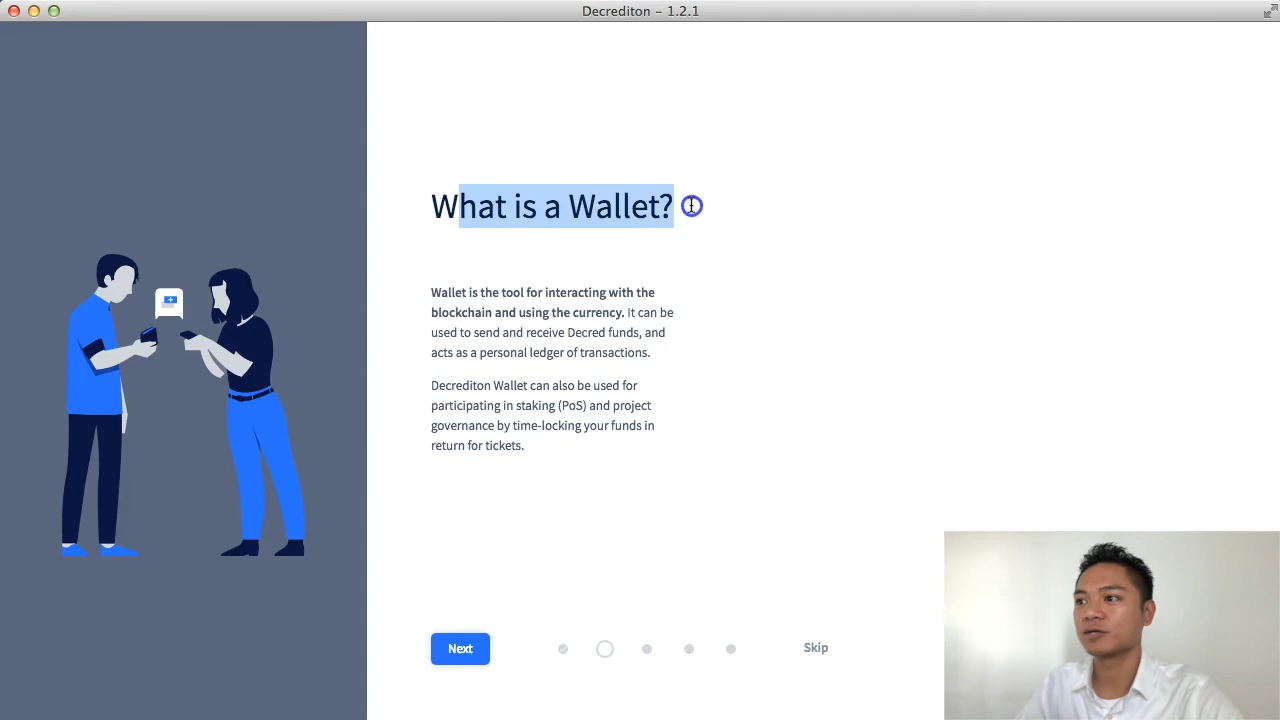 Decrediton – 1.2.1
What is a Wallet?
Wallet is the tool for interacting with the
blockchain and using the currency. It can be
used to send and receive Decred funds, and
acts as a personal ledger of transactions.
Decrediton Wallet can also be used for
participating in staking (PoS) and project
governance by time-locking your funds in
return for tickets.
Next
Skip